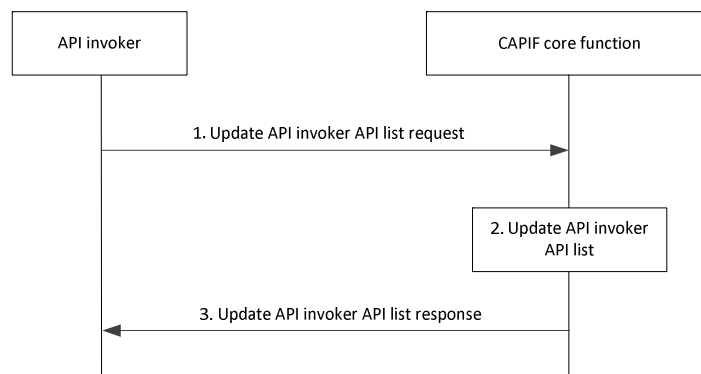 API invoker
CAPIF core function
1. Update API invoker API list request
2. Update API invoker
API list
3. Update API invoker API list response